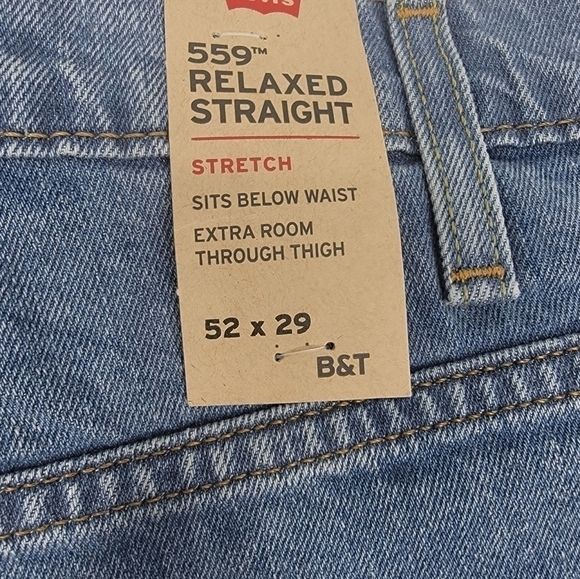 559™
RELAXED
STRAIGHT
STRETCH
SITS BELOW WAIST
EXTRA ROOM
THROUGH THIGH
52 x 29
B&T